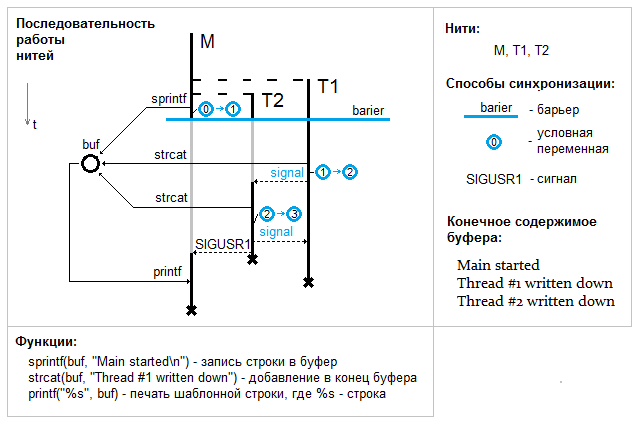 Последовательность
работы
нитей
t
M
T1
T2
sprintf
0 → 1
barier
buf
strcat
signal
1 → 2
strcat
2 → 3
signal
SIGUSR1
printf
Нити:
M, T1, T2
Способы синхронизации:
barier - барьер
0 - условная
переменная
SIGUSR1 - сигнал
Конечное содержимое
буфера:
Main started
Thread #1 written down
Thread #2 written down
Функции:
sprintf(buf, "Main started\n") - запись строки в буфер
strcat(buf, "Thread #1 written down") - добавление в конец буфера
printf("%s", buf) - печать шаблонной строки, где %s - строка